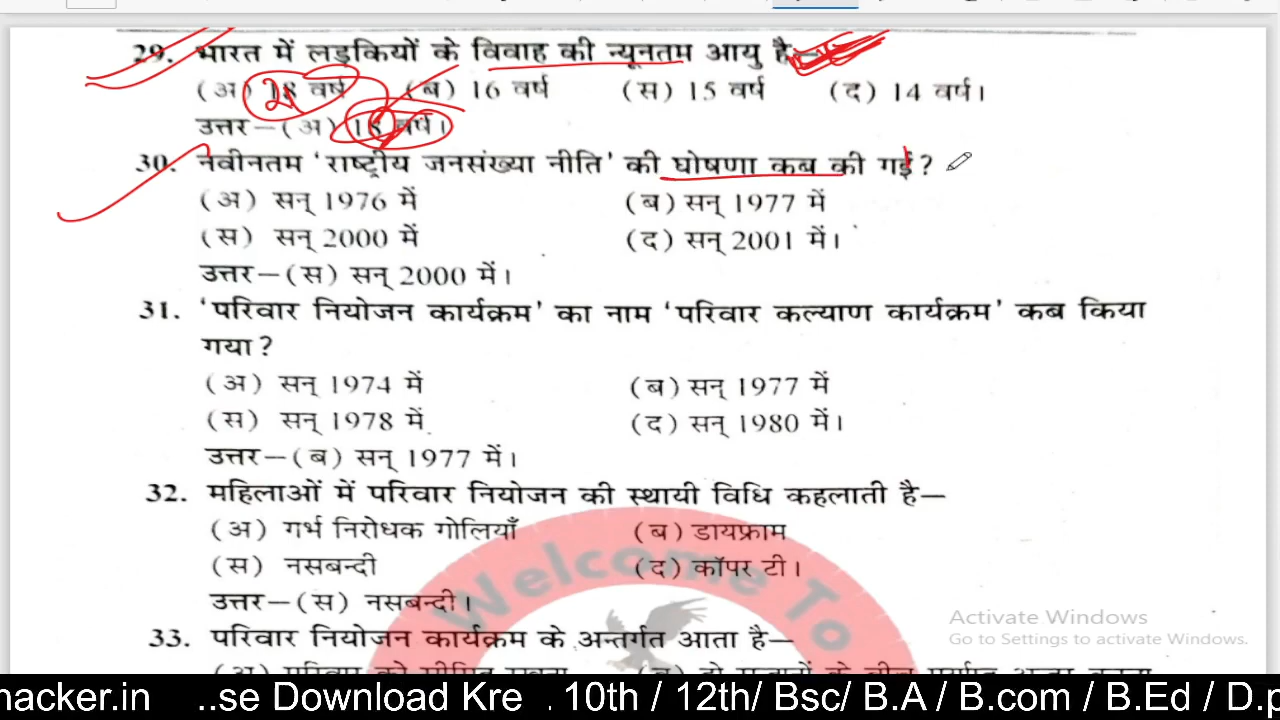 29. भारत में लड़कियों के विवाह की न्यूनतम आयु है—
(अ) 18 वर्ष (ब) 16 वर्ष (स) 15 वर्ष (द) 14 वर्ष।
उत्तर—(अ) 18 वर्ष।
30. नवीनतम 'राष्ट्रीय जनसंख्या नीति' की घोषणा कब की गई?
(अ) सन् 1976 में (ब) सन् 1977 में
(स) सन् 2000 में (द) सन् 2001 में।
उत्तर—(स) सन् 2000 में।
31. 'परिवार नियोजन कार्यक्रम' का नाम 'परिवार कल्याण कार्यक्रम' कब किया
गया?
(अ) सन् 1974 में (ब) सन् 1977 में
(स) सन् 1978 में (द) सन् 1980 में।
उत्तर—(ब) सन् 1977 में।
32. महिलाओं में परिवार नियोजन की स्थायी विधि कहलाती है—
(अ) गर्भ निरोधक गोलियाँ (ब) डायफ्राम
(स) नसबन्दी (द) कॉपर टी।
उत्तर—(स) नसबन्दी।
Welcome To
Activate Windows
Go to Settings to activate Windows.
33. परिवार नियोजन कार्यक्रम के अन्तर्गत आता है—
hacker.in ..se Download Kre . 10th / 12th/ Bsc/ B.A / B.com / B.Ed / D.p